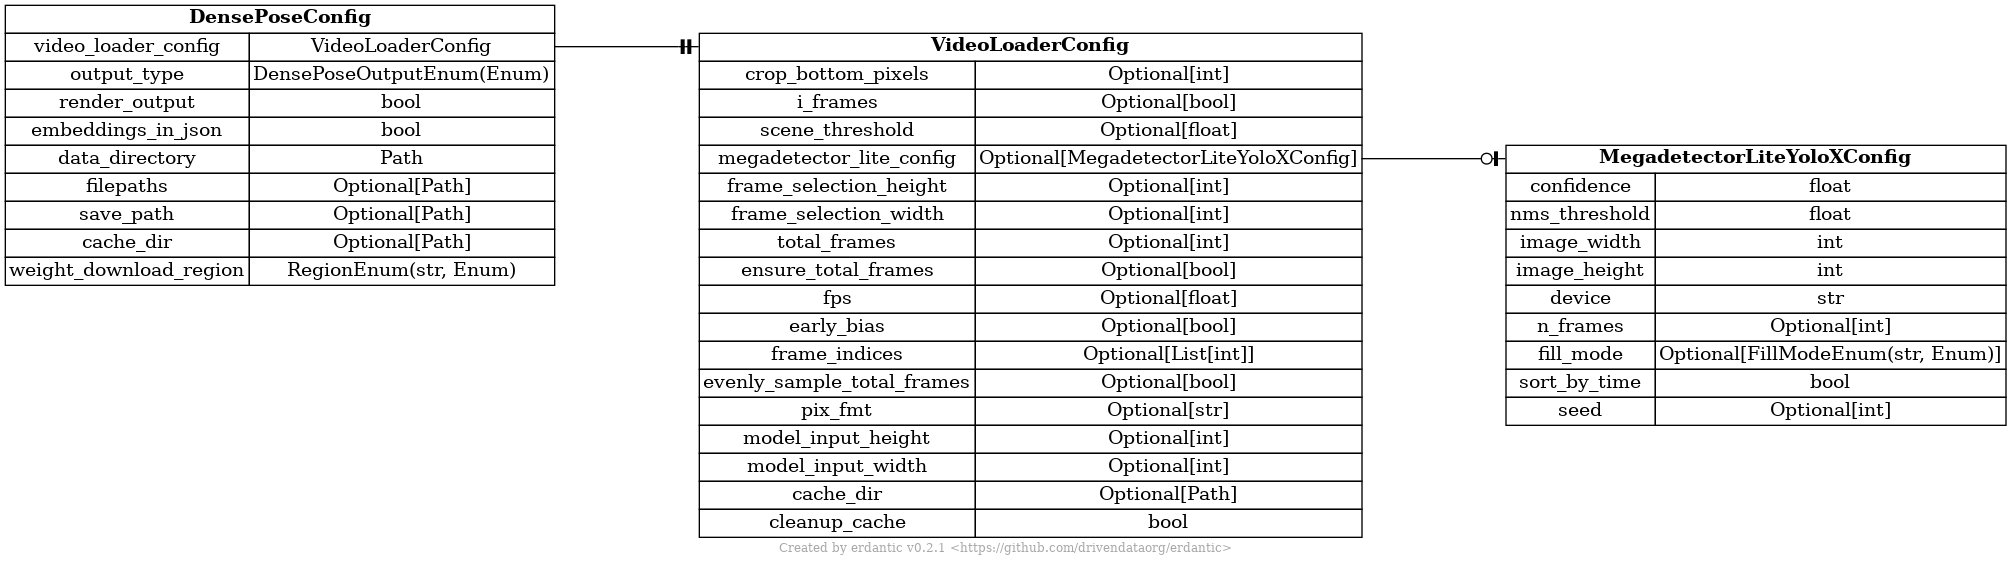 DensePoseConfig
video_loader_config VideoLoaderConfig
output_type DensePoseOutputEnum(Enum)
render_output bool
embeddings_in_json bool
data_directory Path
filepaths Optional[Path]
save_path Optional[Path]
cache_dir Optional[Path]
weight_download_region RegionEnum(str, Enum)
VideoLoaderConfig
crop_bottom_pixels Optional[int]
i_frames Optional[bool]
scene_threshold Optional[float]
megadetector_lite_config Optional[MegadetectorLiteYoloXConfig]
frame_selection_height Optional[int]
frame_selection_width Optional[int]
total_frames Optional[int]
ensure_total_frames Optional[bool]
fps Optional[float]
early_bias Optional[bool]
frame_indices Optional[List[int]]
evenly_sample_total_frames Optional[bool]
pix_fmt Optional[str]
model_input_height Optional[int]
model_input_width Optional[int]
cache_dir Optional[Path]
cleanup_cache bool
MegadetectorLiteYoloXConfig
confidence float
nms_threshold float
image_width int
image_height int
device str
n_frames Optional[int]
fill_mode Optional[FillModeEnum(str, Enum)]
sort_by_time bool
seed Optional[int]
Created by erdantic v0.2.1 <https://github.com/drivendataorg/erdantic>